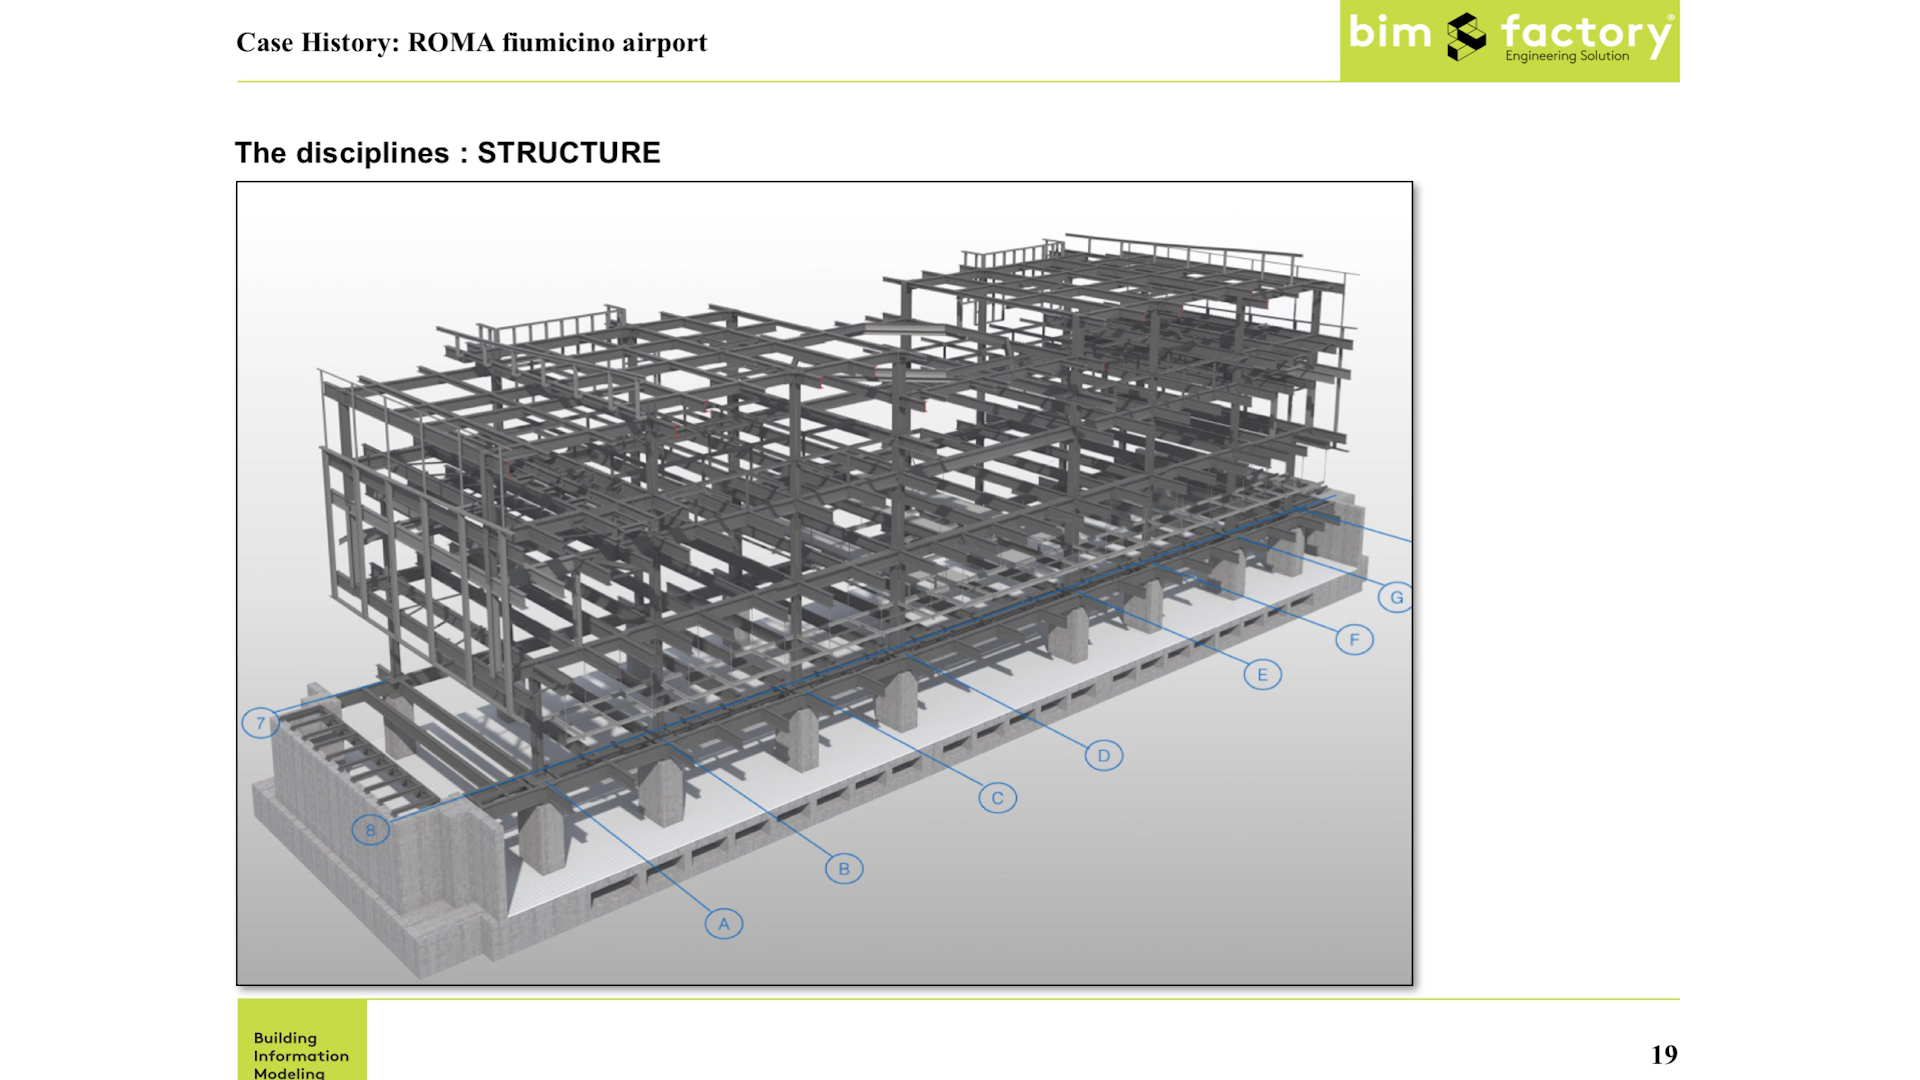 Case History: ROMA fiumicino airport
bim factory®
Engineering Solution
The disciplines : STRUCTURE
G
F
E
7
D
C
8
B
A
Building
Information
Modeling
19